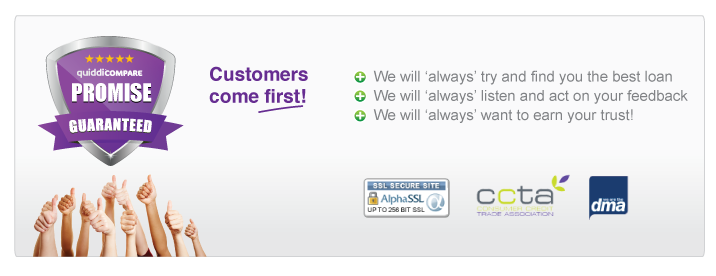 quiddicompare
PROMISE
GUARANTEED
Customers
come first!
We will ‘always’ try and find you the best loan
We will ‘always’ listen and act on your feedback
We will ‘always’ want to earn your trust!
SSL SECURE SITE
AlphaSSL
UP TO 256 BIT SSL
ccta
CONSUMER CREDIT
TRADE ASSOCIATION
we are the
dma